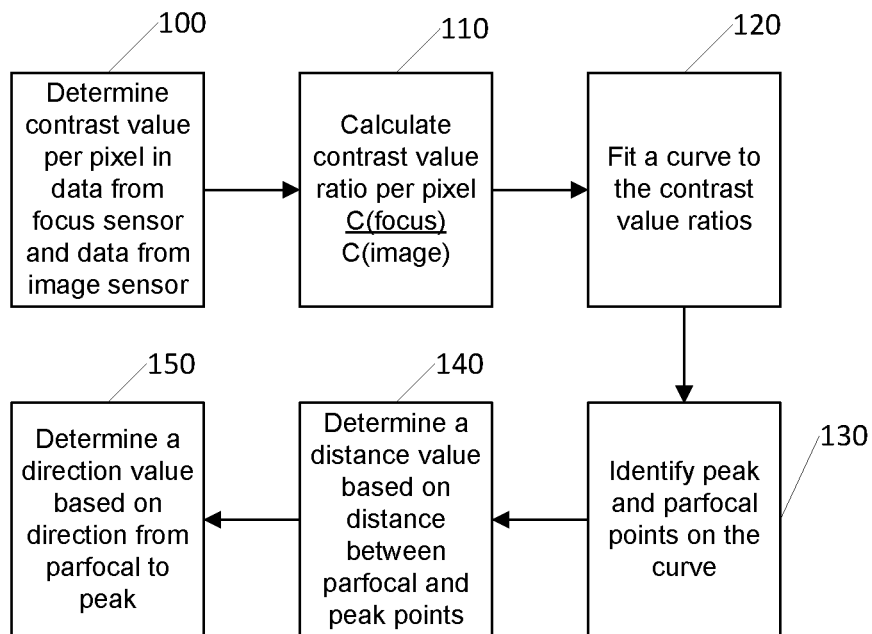 100
Determine
contrast value
per pixel in
data from
focus sensor
and data from
image sensor
110
Calculate
contrast value
ratio per pixel
C(focus)
C(image)
120
Fit a curve to
the contrast
value ratios
130
Identify peak
and parfocal
points on the
curve
140
Determine a
distance value
based on
distance
between
parfocal and
peak points
150
Determine a
direction value
based on
direction from
parfocal to
peak